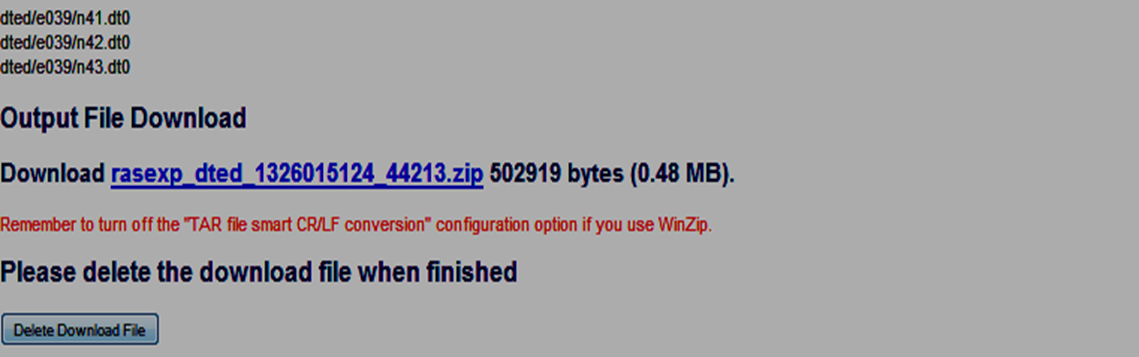 dted/e039/n41.dt0
dted/e039/n42.dt0
dted/e039/n43.dt0
Output File Download
Download rasexp_dted_1326015124_44213.zip 502919 bytes (0.48 MB).
Remember to turn off the "TAR file smart CR/LF conversion" configuration option if you use WinZip.
Please delete the download file when finished
Delete Download File